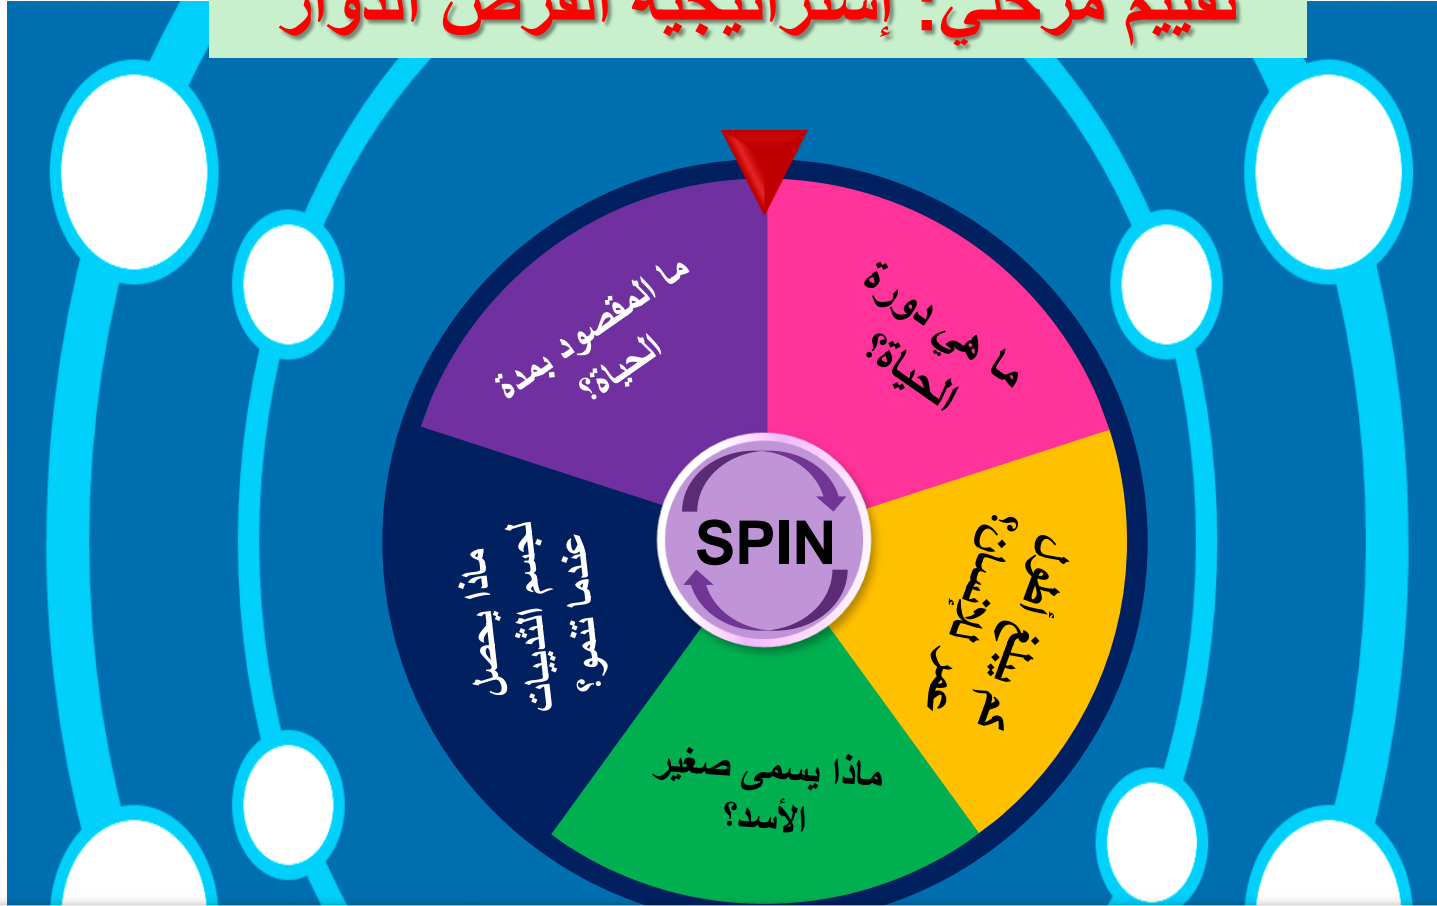 تقييم مرحلي: إستراتيجية القرص الدوار
ما المقصود بمدة
الحياة؟
ما هي دورة
الحياة؟
كم يبلغ أطول
عمر للإنسان؟
ماذا يسمى صغير
الأسد؟
ماذا يحصل
لجسم الثدييات
عندما تنمو؟
SPIN